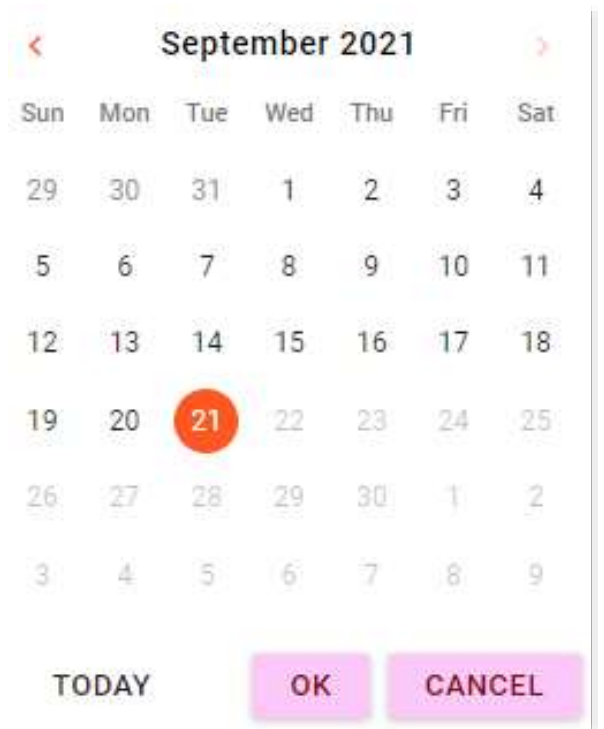 September 2021
Sun Mon Tue Wed Thu Fri Sat
29 30 31 1 2 3 4
5 6 7 8 9 10 11
12 13 14 15 16 17 18
19 20 21 22 23 24 25
26 27 28 29 30 1 2
3 4 5 6 7 8 9
TODAY OK CANCEL